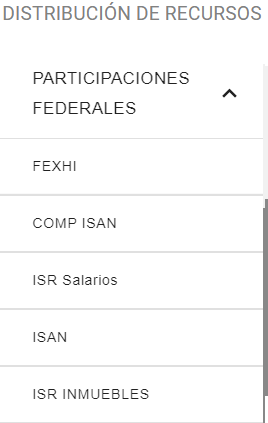 DISTRIBUCIÓN DE RECURSOS
PARTICIPACIONES
FEDERALES
FEXHI
COMP ISAN
ISR Salarios
ISAN
ISR INMUEBLES